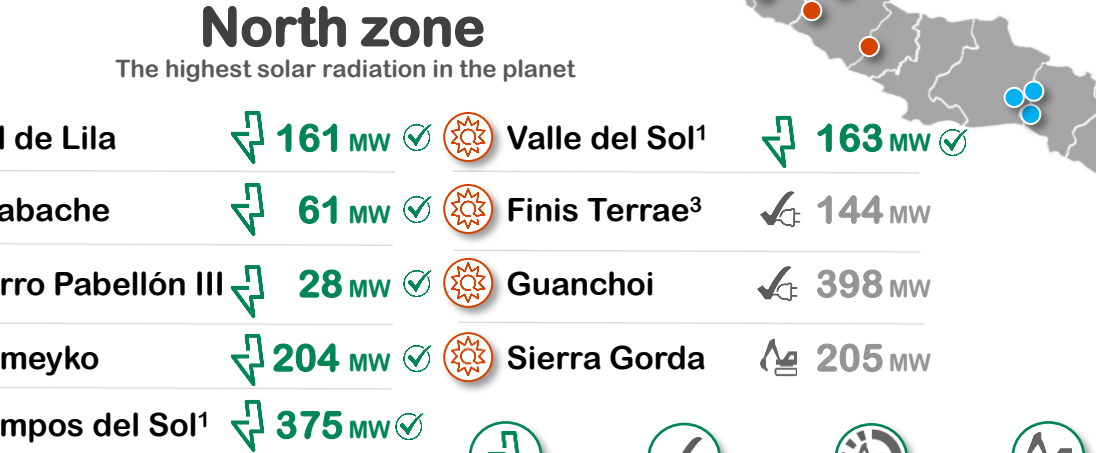 North zone
The highest solar radiation in the planet
de Lila 161 MW
Valle del Sol¹ 163 MW
abache 61 MW
Finis Terrae³ 144 MW
rro Pabellón III 28 MW
Guanchoi 398 MW
meyko 204 MW
Sierra Gorda 205 MW
mpos del Sol¹ 375 MW